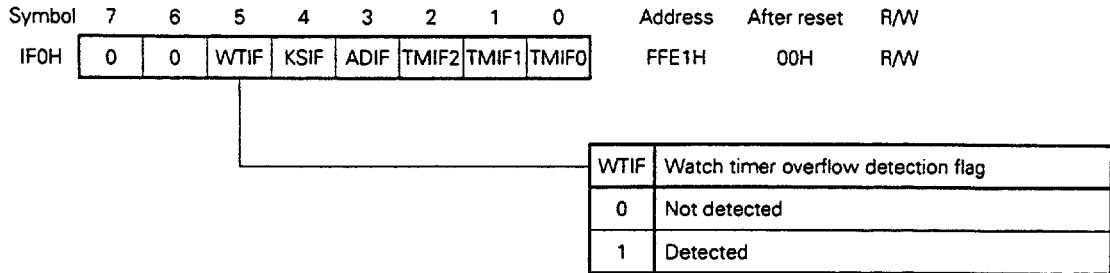 Symbol 7 6 5 4 3 2 1 0 Address After reset R/W
IF0H 0 0 WTIF KSIF ADIF TMIF2 TMIF1 TMIF0 FFE1H 00H R/W
WTIF Watch timer overflow detection flag
0 Not detected
1 Detected